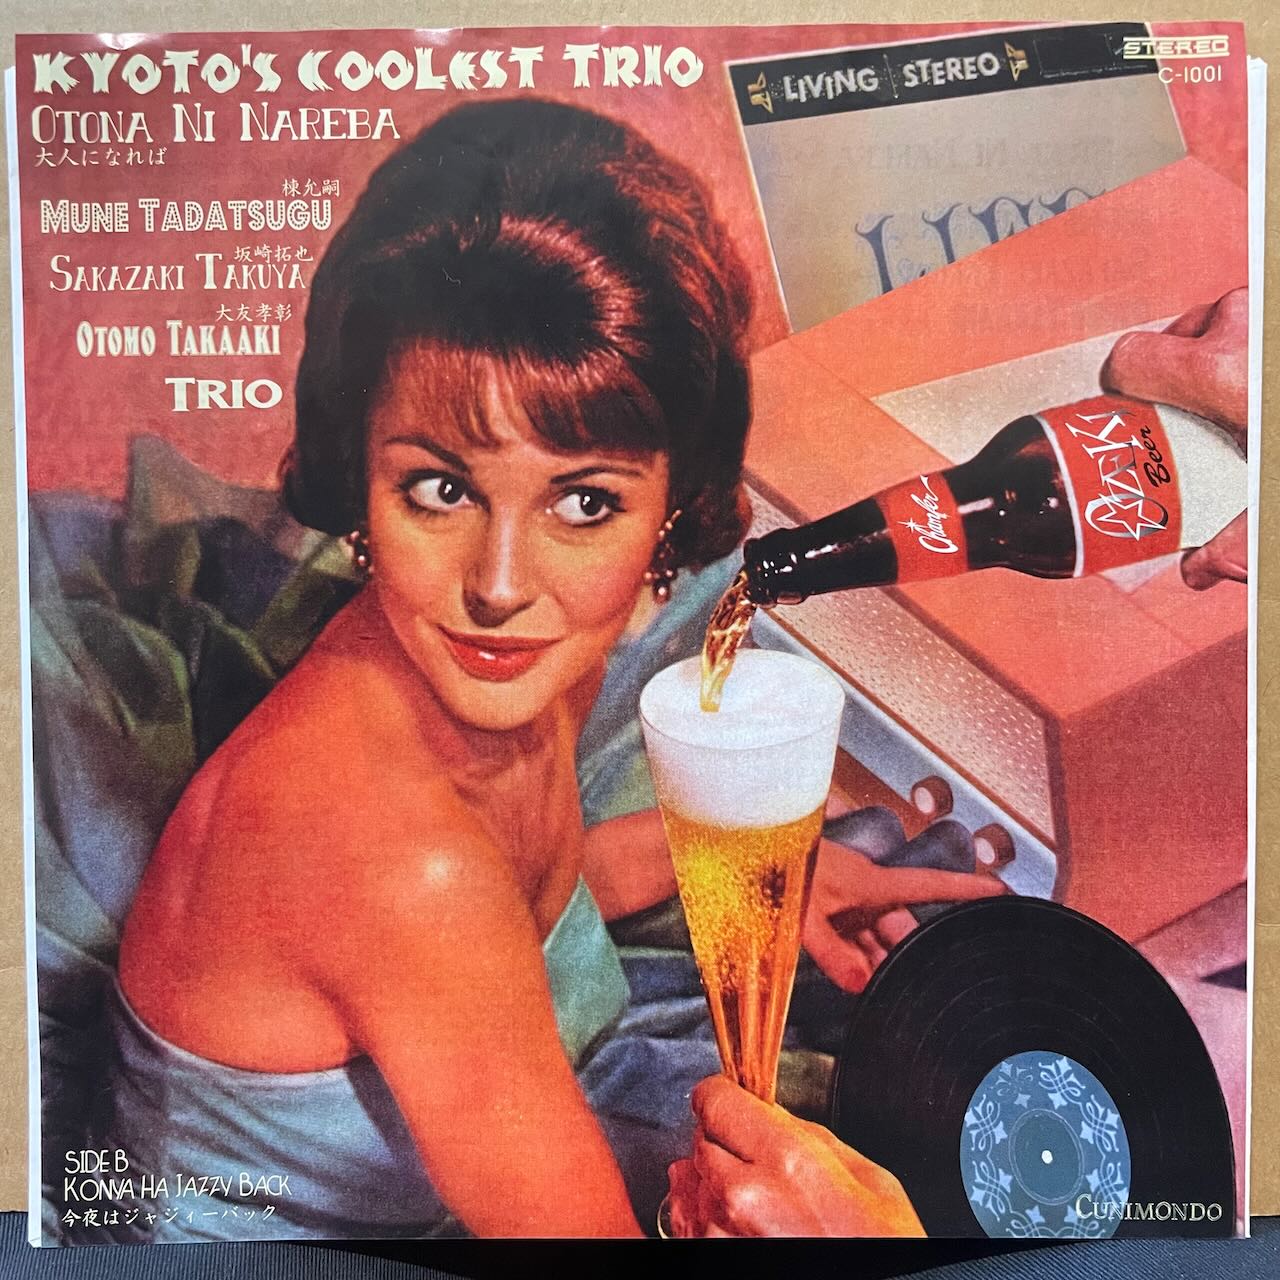 KYOTO'S COOLEST TRIO
OTONA NI NAREBA
大人になれば
棟允嗣
MUNE TADATSUGU
坂崎拓也
SAKAZAKI TAKUYA
大友孝彰
OTOMO TAKAAKI
TRIO
LIVING STEREO
STEREO
C-1001
LIFE
OZEKI
Beer
SIDE B
KONYA HA JAZZY BACK
今夜はジャジィーバック
CUNIMONDO